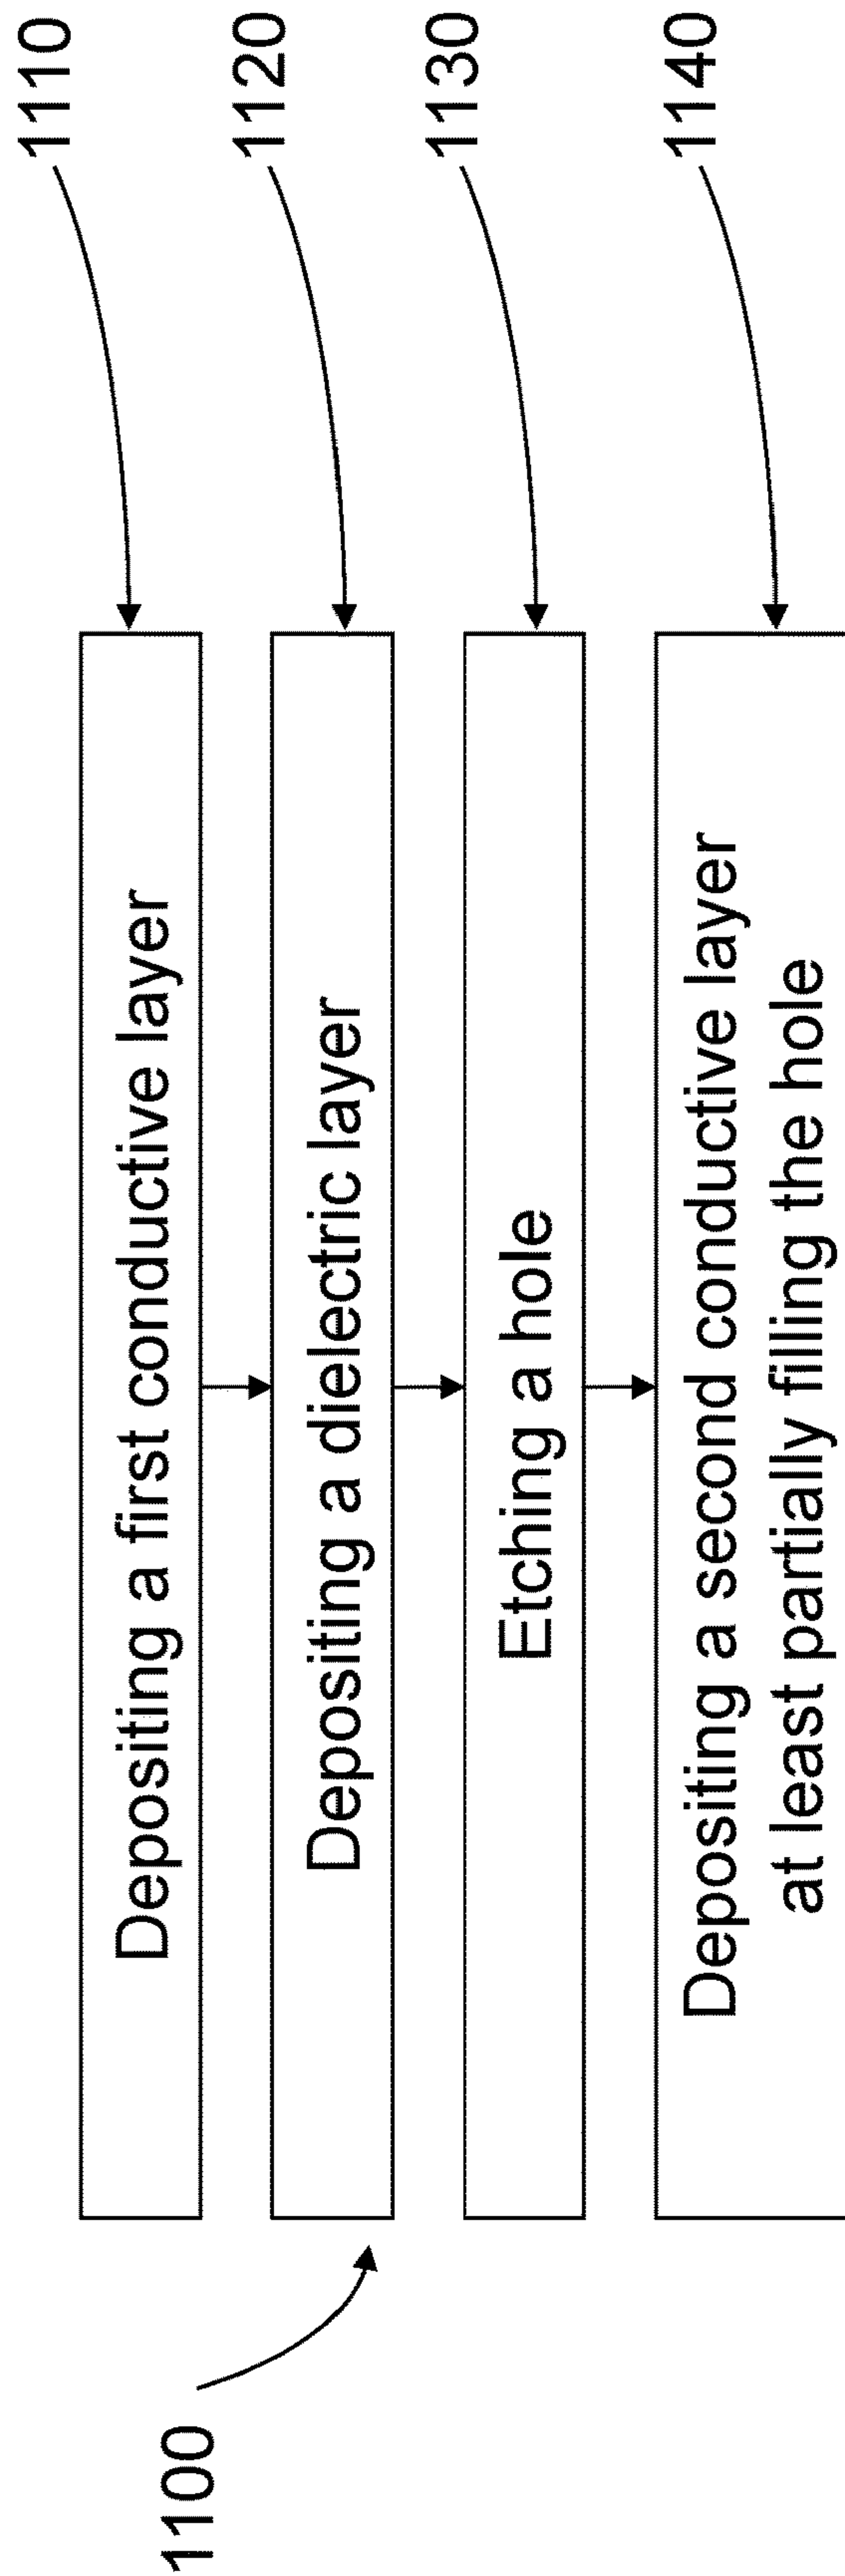 1100
Depositing a first conductive layer
1110
Depositing a dielectric layer
1120
Etching a hole
1130
Depositing a second conductive layer
at least partially filling the hole
1140